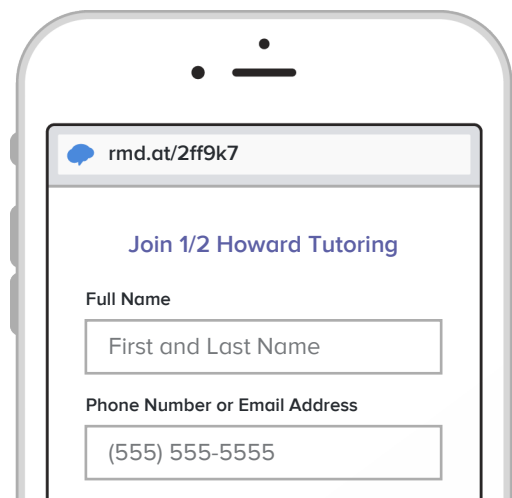 rmd.at/2ff9k7
Join 1/2 Howard Tutoring
Full Name
First and Last Name
Phone Number or Email Address
(555) 555-5555